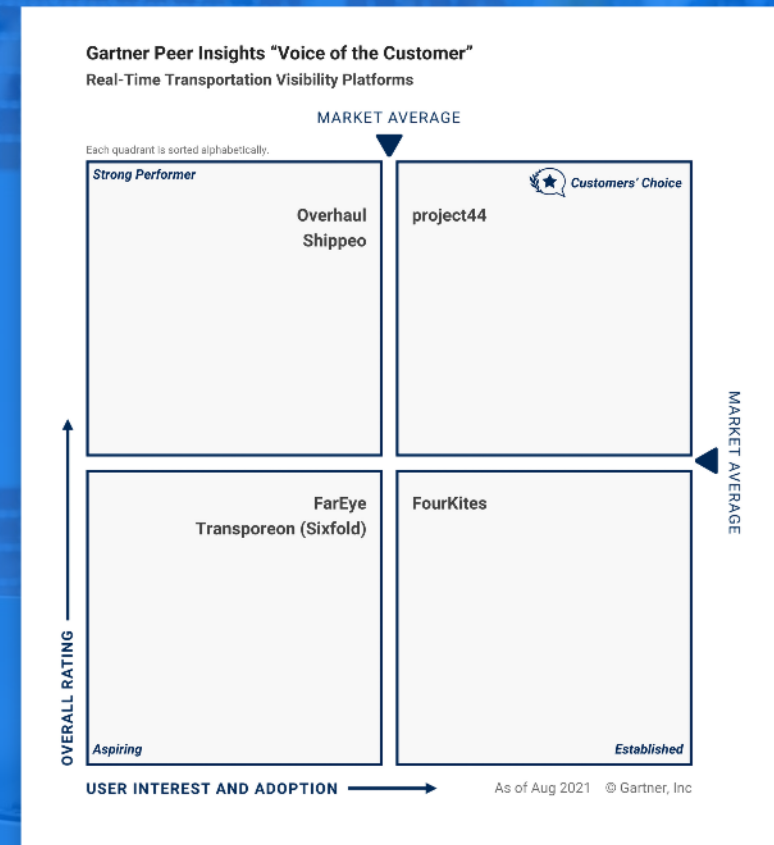 Gartner Peer Insights “Voice of the Customer”
Real-Time Transportation Visibility Platforms
MARKET AVERAGE
Each quadrant is sorted alphabetically.
Strong Performer
Customers’ Choice
Overhaul
Shippeo
project44
MARKET AVERAGE
FarEye
Transporeon (Sixfold)
FourKites
OVERALL RATING
Aspiring
Established
USER INTEREST AND ADOPTION
As of Aug 2021 © Gartner, Inc